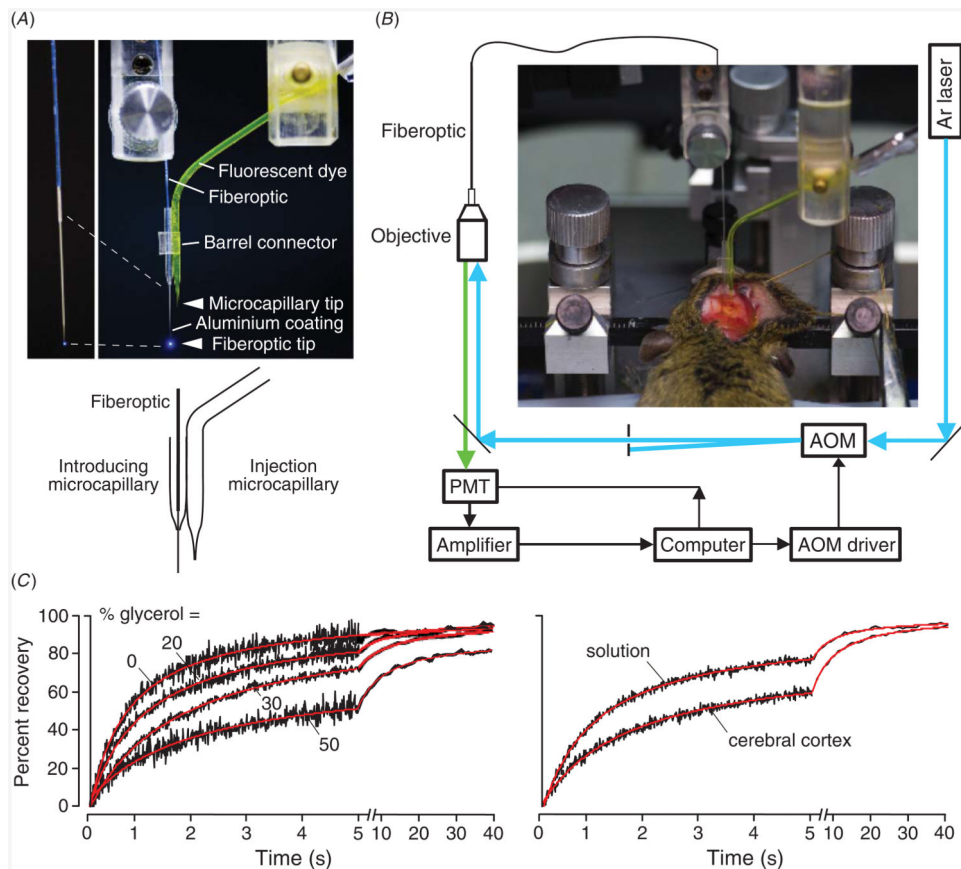 (A)
Fluorescent dye
Fiberoptic
Barrel connector
Microcapillary tip
Aluminium coating
Fiberoptic tip
Fiberoptic
Introducing
microcapillary
Injection
microcapillary
(B)
Fiberoptic
Objective
Ar laser
AOM
PMT
Amplifier
Computer
AOM driver
(C)
Percent recovery
100
80
60
40
20
0
% glycerol =
0
20
30
50
0 1 2 3 4 5 10 20 30 40
Time (s)
solution
cerebral cortex
0 1 2 3 4 5 10 20 30 40
Time (s)